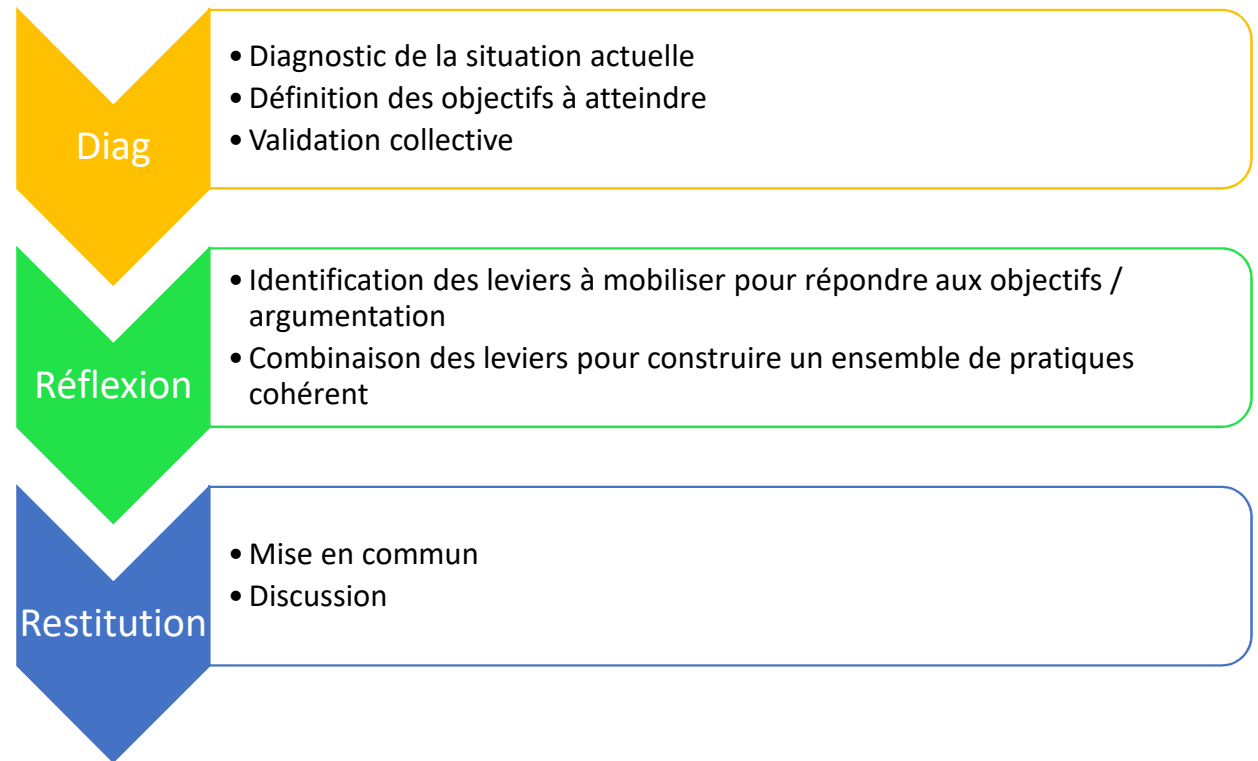 Diag
• Diagnostic de la situation actuelle
• Définition des objectifs à atteindre
• Validation collective
Réflexion
• Identification des leviers à mobiliser pour répondre aux objectifs /
argumentation
• Combinaison des leviers pour construire un ensemble de pratiques
cohérent
Restitution
• Mise en commun
• Discussion